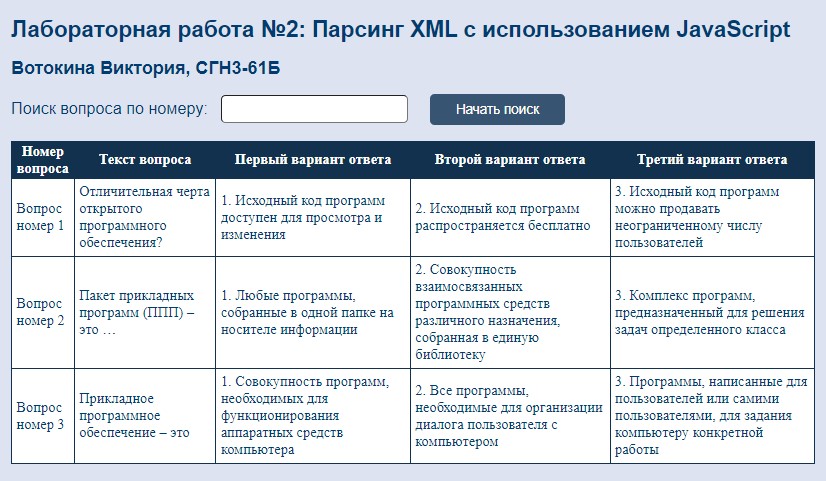 Лабораторная работа №2: Парсинг XML с использованием JavaScript
Вотокина Виктория, СГН3-61Б
Поиск вопроса по номеру:
Начать поиск
Номер
вопроса
Текст вопроса
Первый вариант ответа
Второй вариант ответа
Третий вариант ответа
Вопрос
номер 1
Отличительная черта
открытого
программного
обеспечения?
1. Исходный код программ
доступен для просмотра и
изменения
2. Исходный код программ
распространяется бесплатно
3. Исходный код программ
можно продавать
неограниченному числу
пользователей
Вопрос
номер 2
Пакет прикладных
программ (ППП) –
это …
1. Любые программы,
собранные в одной папке на
носителе информации
2. Совокупность
взаимосвязанных
программных средств
различного назначения,
собранная в единую
библиотеку
3. Комплекс программ,
предназначенный для решения
задач определенного класса
Вопрос
номер 3
Прикладное
программное
обеспечение – это
1. Совокупность программ,
необходимых для
функционирования
аппаратных средств
компьютера
2. Все программы,
необходимые для организации
диалога пользователя с
компьютером
3. Программы, написанные для
пользователей или самими
пользователями, для задания
компьютеру конкретной
работы